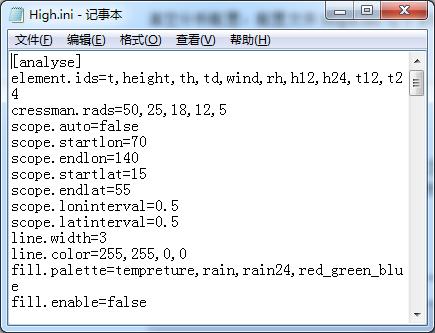 High.ini - 记事本
文件(F) 编辑(E) 格式(O) 查看(V) 帮助(H)
[analyse]
element.ids=t,height,th,td,wind,rh,h12,h24,t12,t2
4
cressman.rads=50,25,18,12,5
scope.auto=false
scope.startlon=70
scope.endlon=140
scope.startlat=15
scope.endlat=55
scope.loninterval=0.5
scope.latinterval=0.5
line.width=3
line.color=255,255,0,0
fill.palette=tempreture,rain,rain24,red_green_blu
e
fill.enable=false